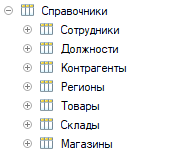 Справочники
Сотрудники
Должности
Контрагенты
Регионы
Товары
Склады
Магазины